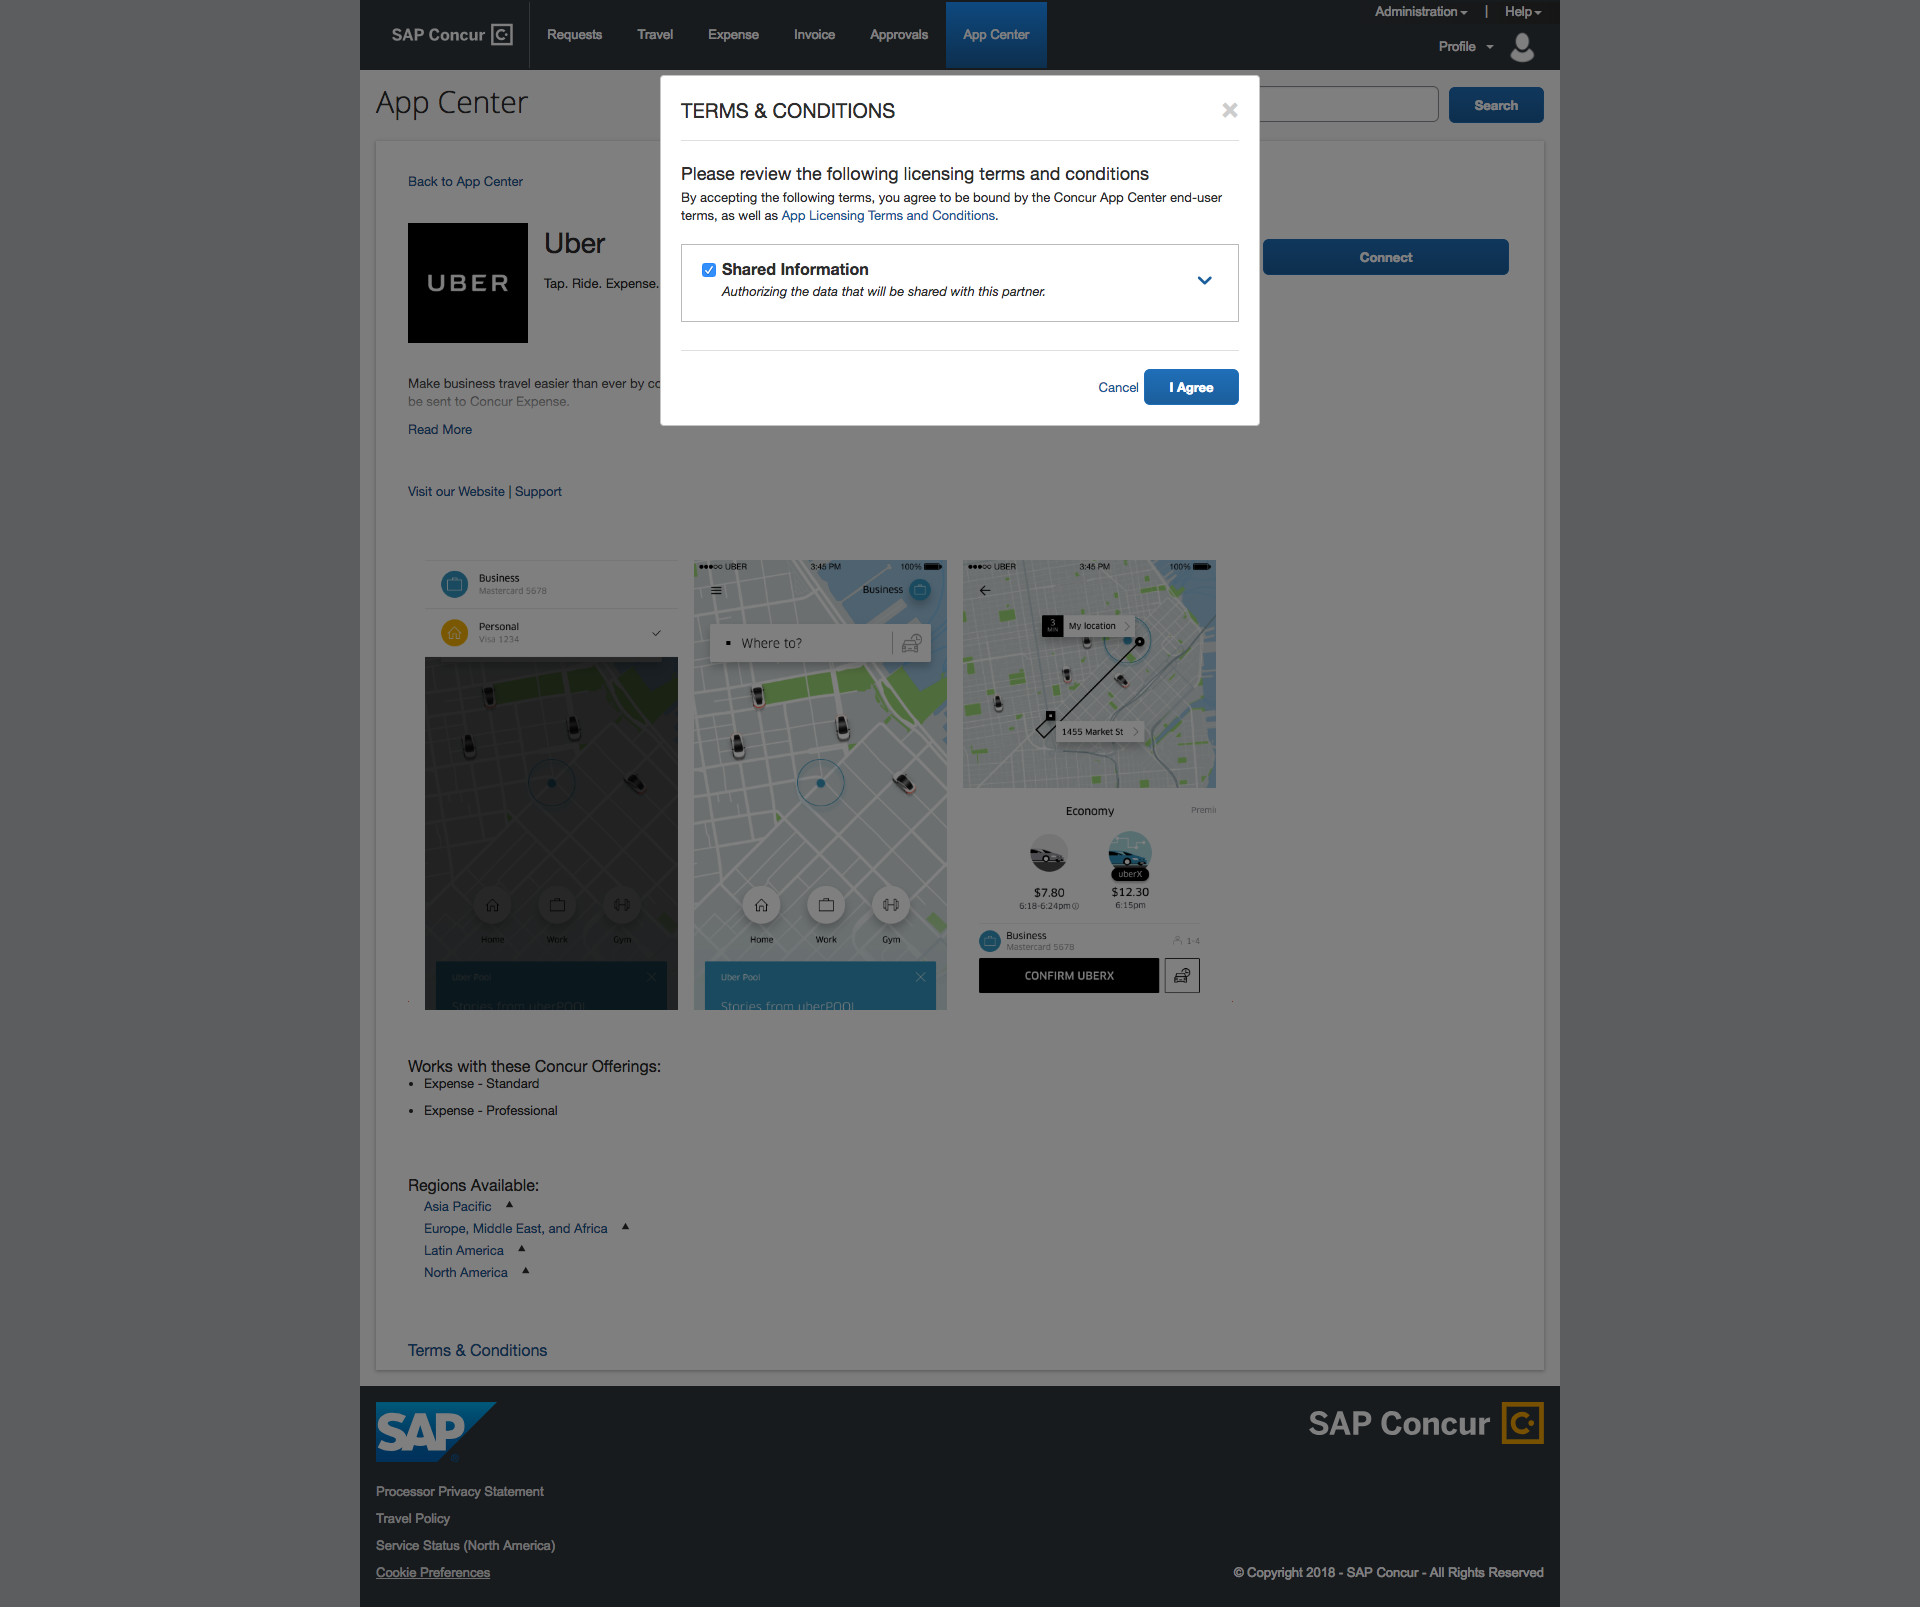 SAP Concur
Requests
Travel
Expense
Invoice
Approvals
App Center
Administration
|
Help
Profile
App Center
Search
TERMS & CONDITIONS
Please review the following licensing terms and conditions
By accepting the following terms, you agree to be bound by the Concur App Center end-user
terms, as well as App Licensing Terms and Conditions.
Shared Information
Authorizing the data that will be shared with this partner.
Cancel
I Agree
Back to App Center
UBER
Uber
Tap. Ride. Expense.
Connect
Make business travel easier than ever by co
be sent to Concur Expense.
Read More
Visit our Website | Support
Business
Mastercard 5678
Personal
Visa 1234
Home
Work
Gym
Uber Pool
Stories from uberPOOL
UBER
3:45 PM
100%
Business
Where to?
Home
Work
Gym
Uber Pool
Stories from uberPOOL
UBER
3:45 PM
100%
3
MIN
My location
1455 Market St
Economy
Premi
uberX
$7.80
$12.30
6:18-6:24pm
6:15pm
Business
Mastercard 5678
1-4
CONFIRM UBERX
Works with these Concur Offerings:
• Expense - Standard
• Expense - Professional
Regions Available:
Asia Pacific
Europe, Middle East, and Africa
Latin America
North America
Terms & Conditions
SAP
SAP Concur
Processor Privacy Statement
Travel Policy
Service Status (North America)
Cookie Preferences
© Copyright 2018 - SAP Concur - All Rights Reserved